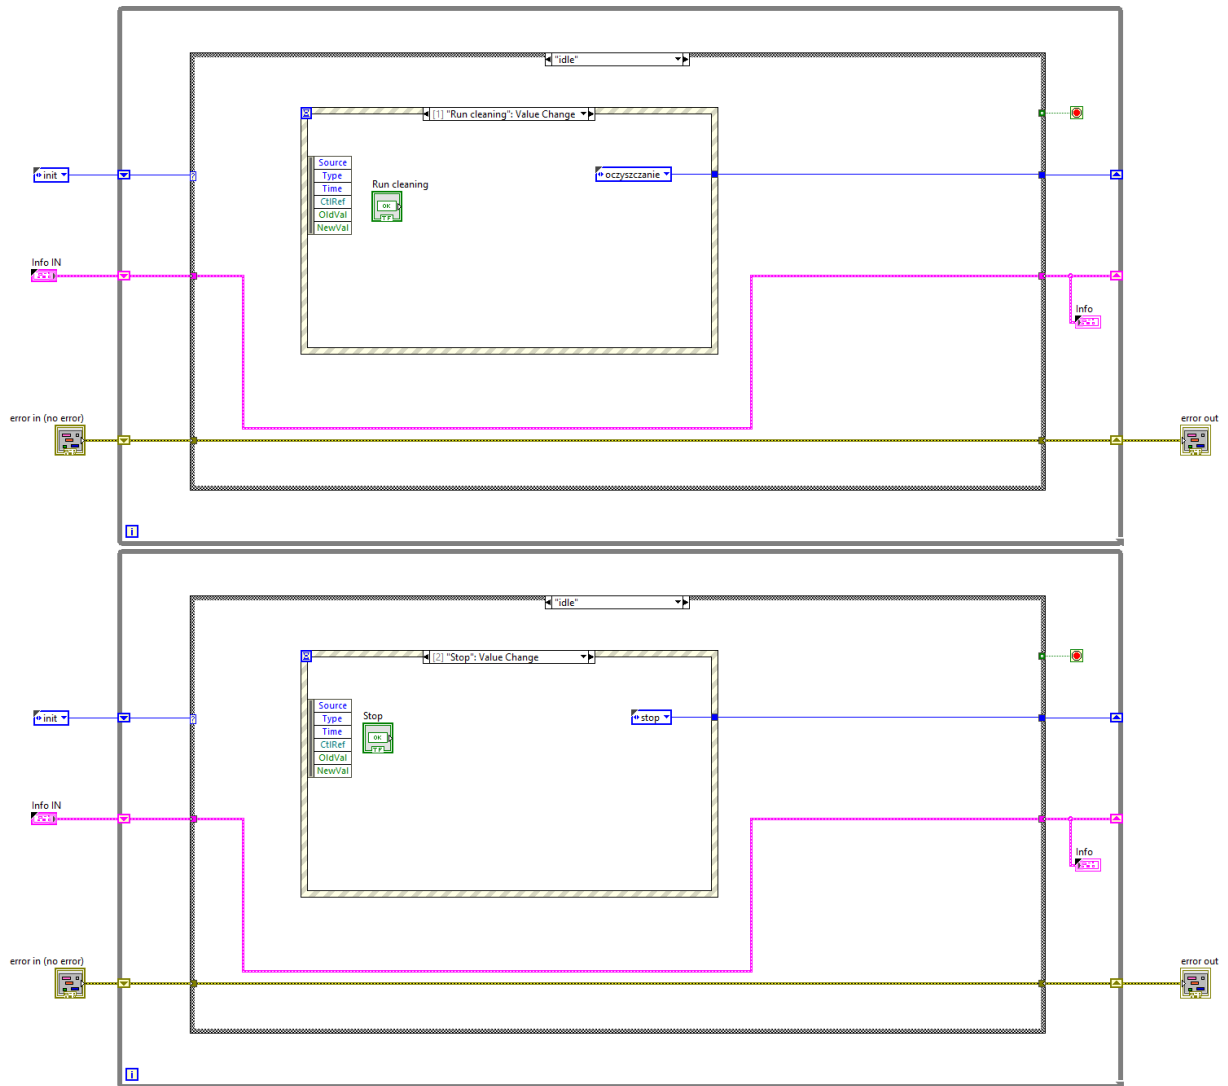 "idle"
[1] "Run cleaning": Value Change
Source
Type
Time
CtlRef
OldVal
NewVal
Run cleaning
OK
TF
oczyszczanie
init
Info IN
Info
error in (no error)
error out
i
"idle"
[2] "Stop": Value Change
Source
Type
Time
CtlRef
OldVal
NewVal
Stop
OK
TF
stop
init
Info IN
Info
error in (no error)
error out
i